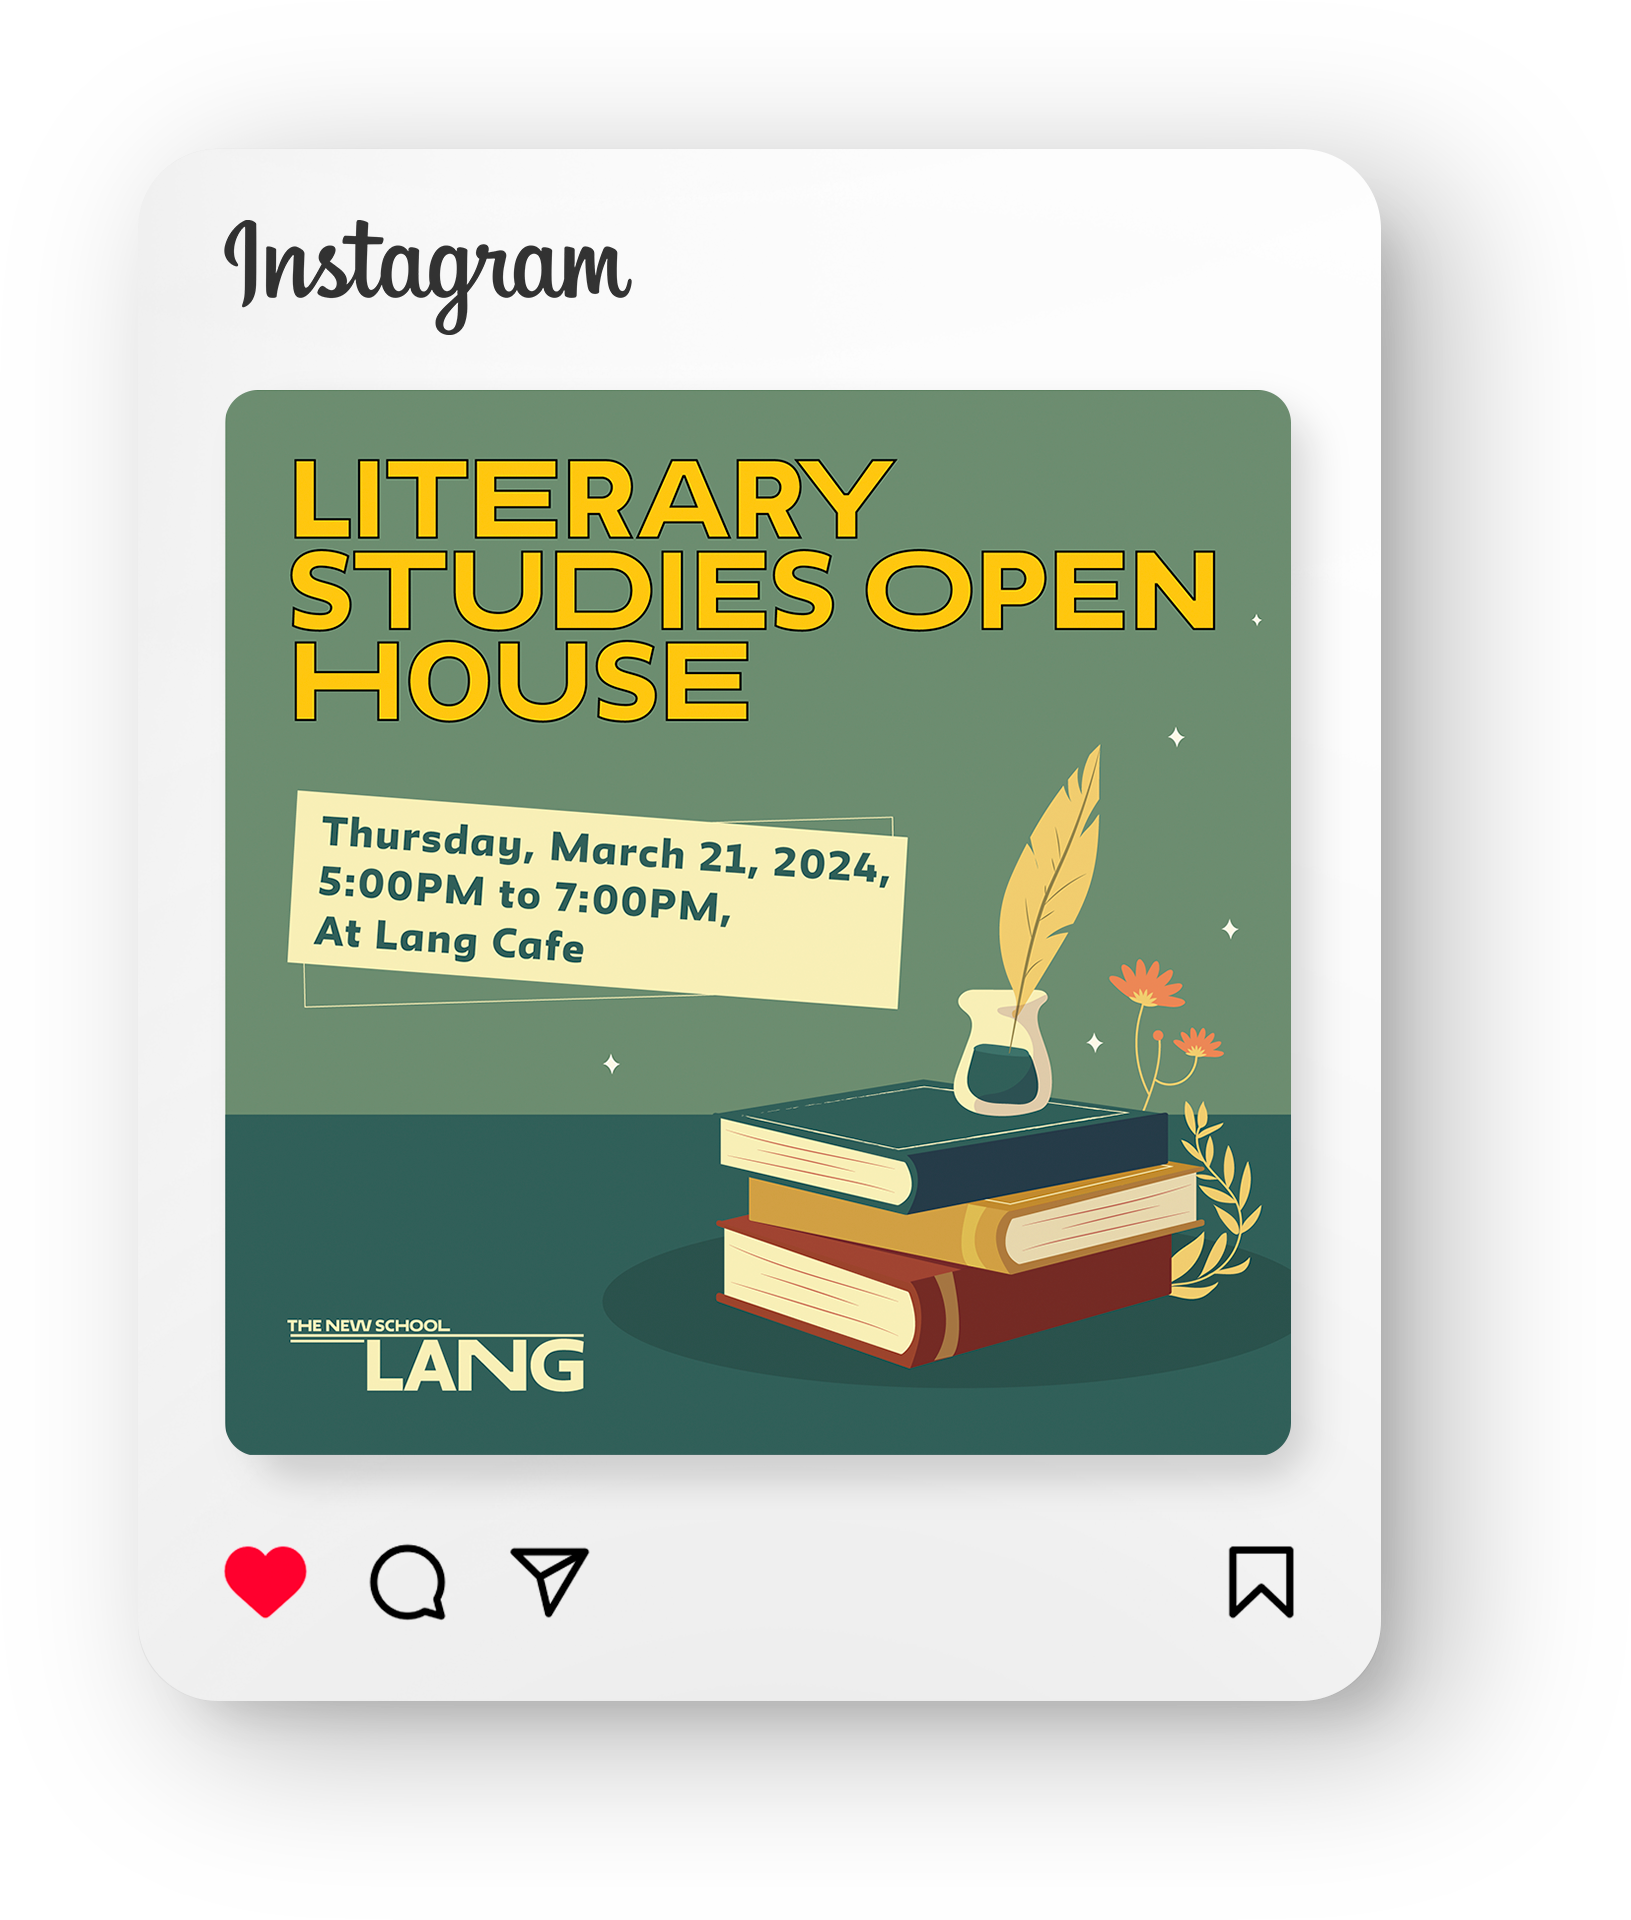 Instagram
LITERARY
STUDIES OPEN
HOUSE
Thursday, March 21, 2024,
5:00PM to 7:00PM,
At Lang Cafe
THE NEW SCHOOL
LANG